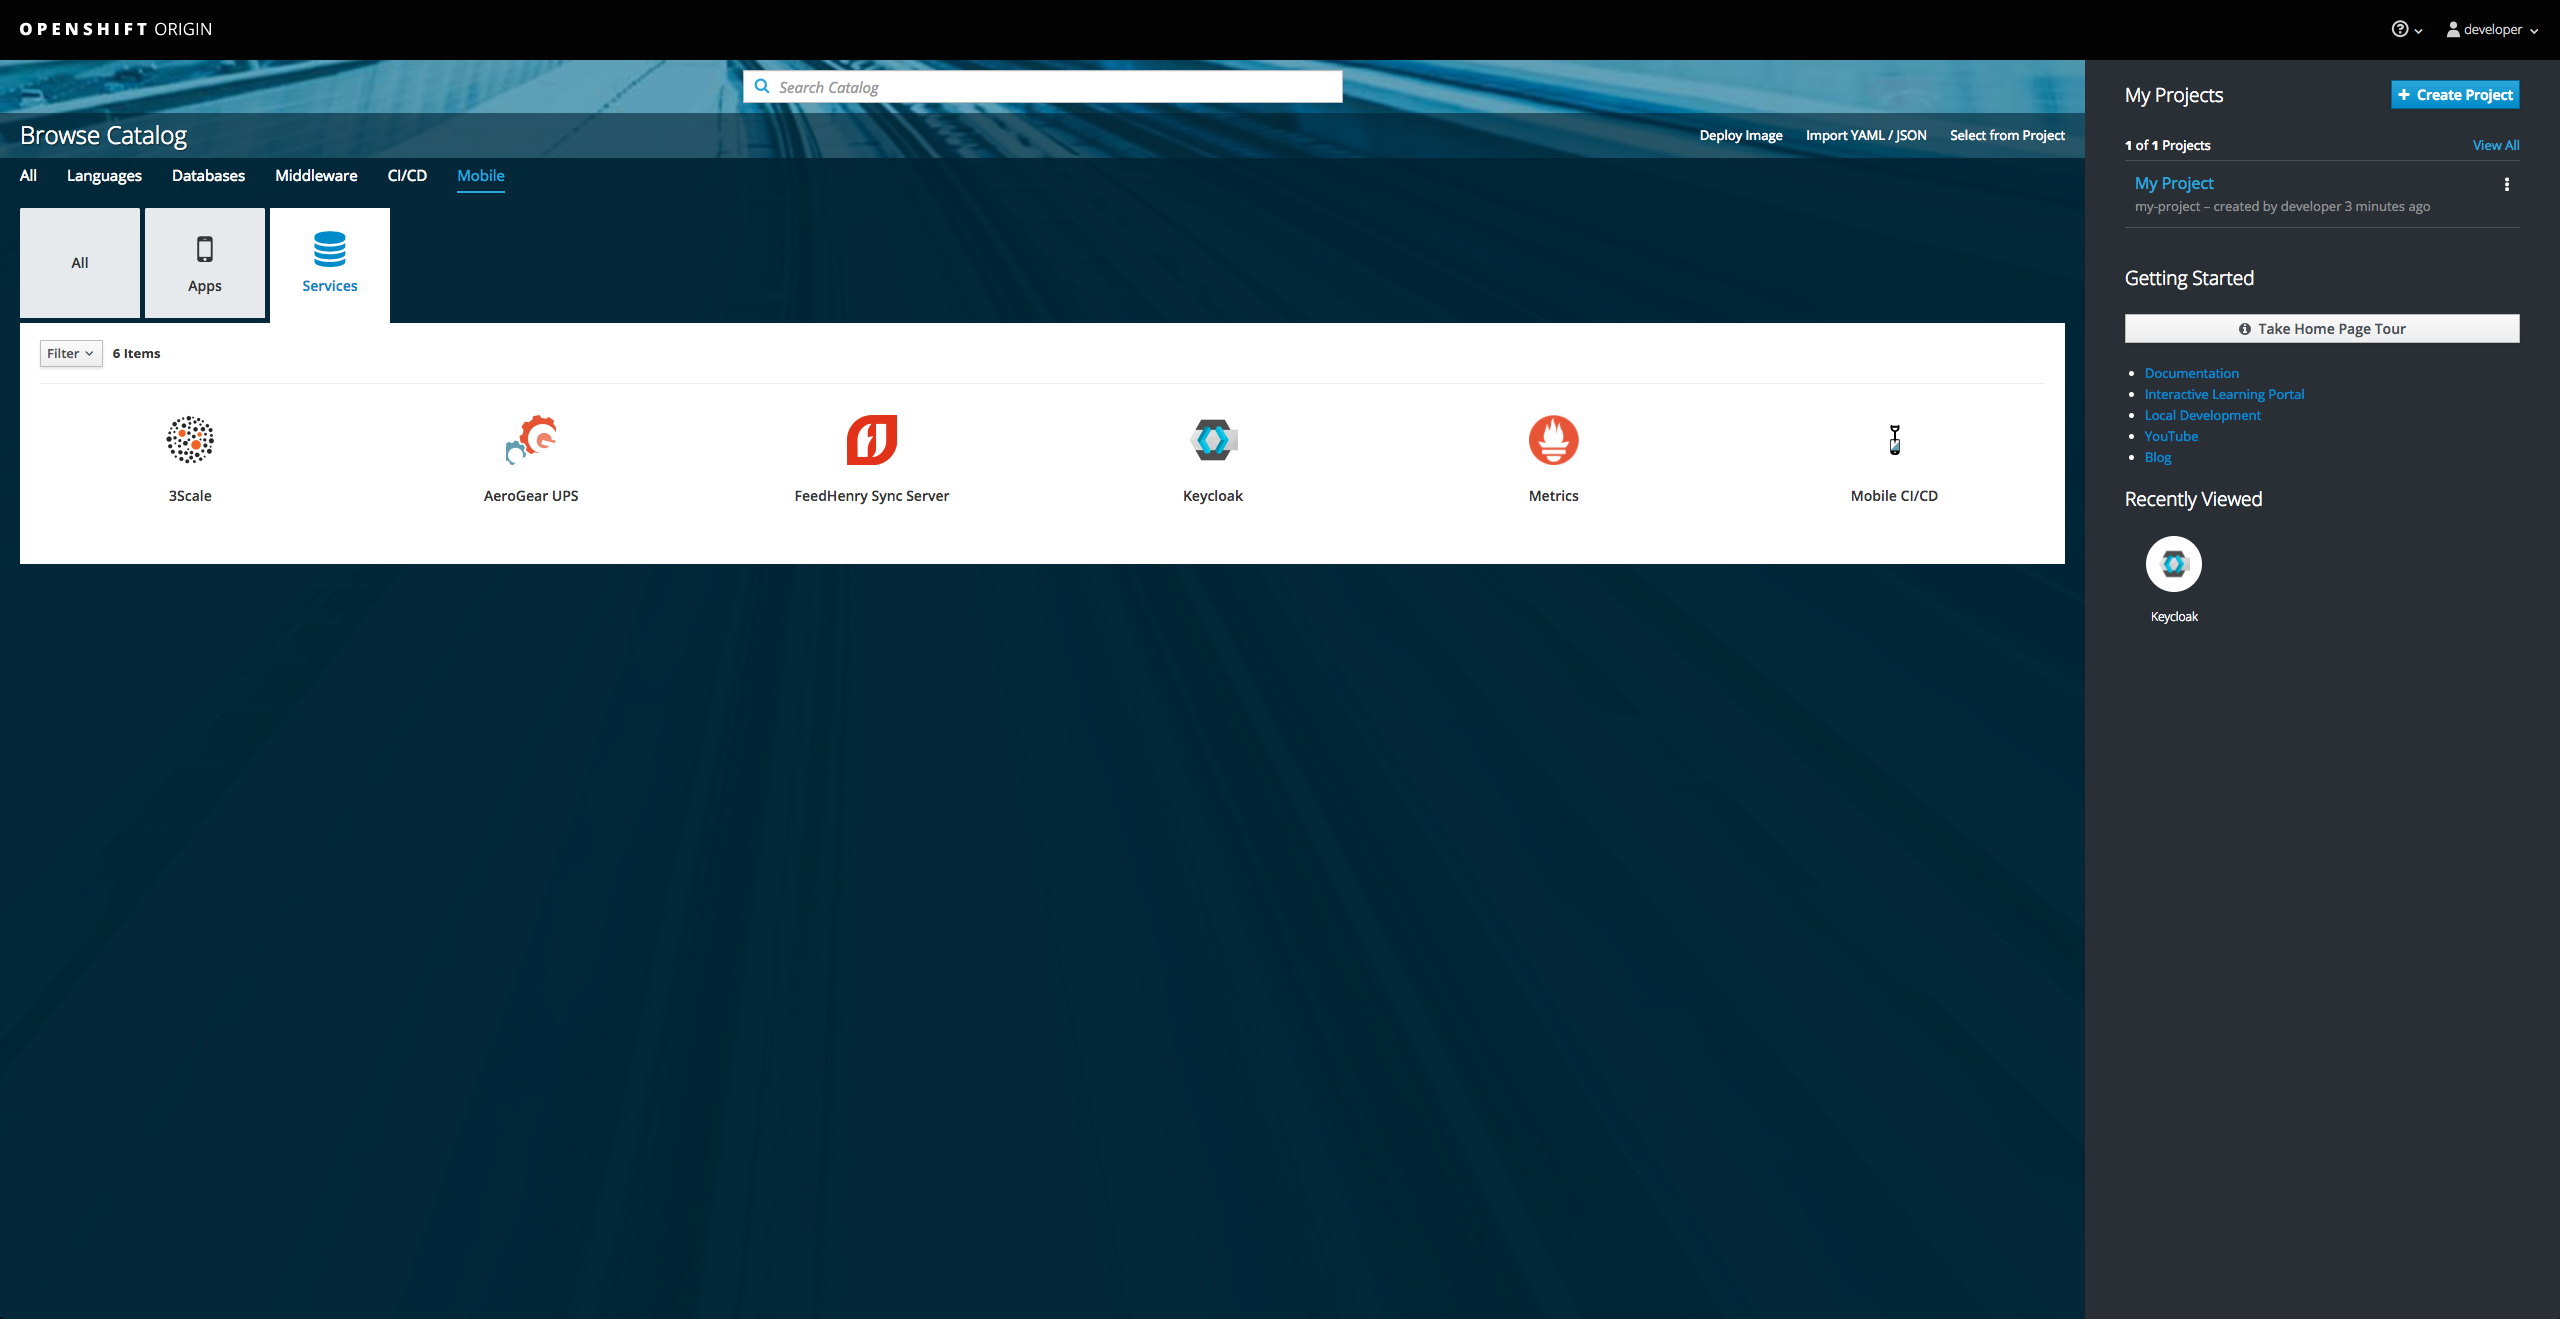 OPENSHIFT ORIGIN
developer
Search Catalog
Browse Catalog
Deploy Image Import YAML / JSON Select from Project
All Languages Databases Middleware CI/CD Mobile
All
Apps
Services
Filter 6 Items
3Scale
AeroGear UPS
FeedHenry Sync Server
Keycloak
Metrics
Mobile CI/CD
My Projects
Create Project
1 of 1 Projects View All
My Project
my-project – created by developer 3 minutes ago
Getting Started
Take Home Page Tour
Documentation
Interactive Learning Portal
Local Development
YouTube
Blog
Recently Viewed
Keycloak